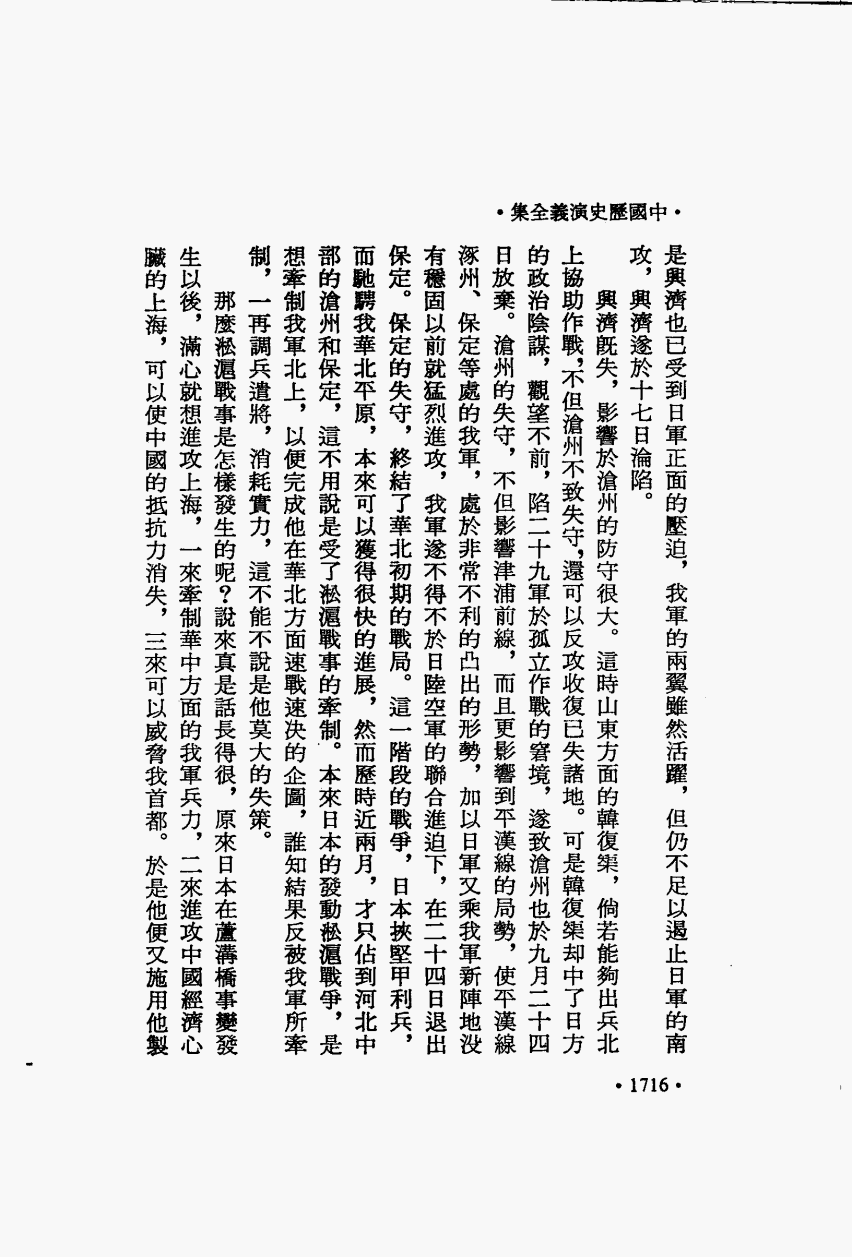 •中國歷史演義全集•
是興濟也已受到日軍正面的壓迫，我軍的兩翼雖然活躍，但仍不足以遏止日軍的南
攻，興濟遂於十七日淪陷。
興濟旣失，影響於滄州的防守很大。這時山東方面的韓復榘，倘若能夠出兵北
上協助作戰，不但滄州不致失守，還可以反攻收復已失諸地。可是韓復榘却中了日方
的政治陰謀，觀望不前，陷二十九軍於孤立作戰的窘境，遂致滄州也於九月二十四
日放棄。滄州的失守，不但影響津浦前線，而且更影響到平漢線的局勢，使平漢線
涿州、保定等處的我軍，處於非常不利的凸出的形勢，加以日軍又乘我軍新陣地没
有穩固以前就猛烈進攻，我軍遂不得不於日陸空軍的聯合進迫下，在二十四日退出
保定。保定的失守，終結了華北初期的戰局。這一階段的戰爭，日本挾堅甲利兵，
而馳騁我華北平原，本來可以獲得很快的進展，然而歷時近兩月，才只佔到河北中
部的滄州和保定，這不用說是受了淞滬戰事的牽制。本來日本的發動淞滬戰爭，是
想牽制我軍北上，以便完成他在華北方面速戰速決的企圖，誰知結果反被我軍所牽
制，一再調兵遣將，消耗實力，這不能不說是他莫大的失策。
那麼淞滬戰事是怎樣發生的呢？說來真是話長得很，原來日本在蘆溝橋事變發
生以後，滿心就想進攻上海，一來牽制華中方面的我軍兵力，二來進攻中國經濟心
臟的上海，可以使中國的抵抗力消失，三來可以威脅我首都。於是他便又施用他製
•1716•